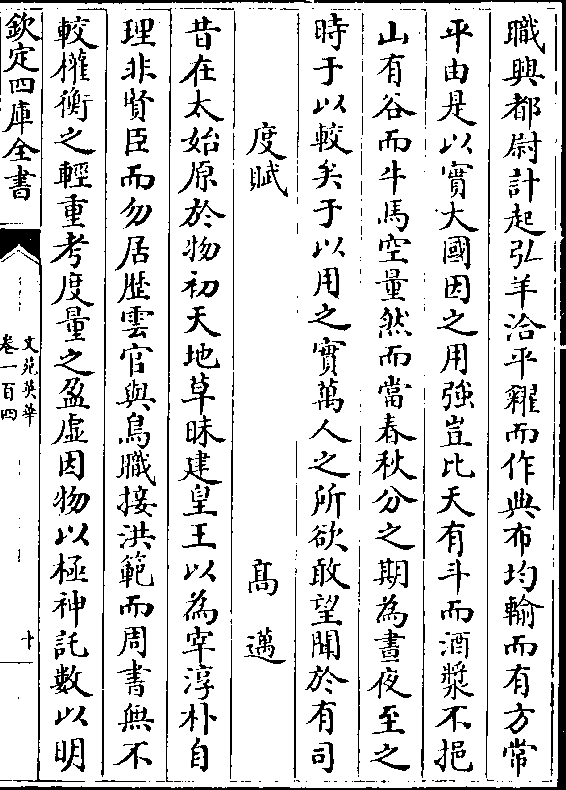 職興都尉計起弘羊洽平糴而作典布均輸而有方常
平由是以實大國因之用強豈比天有斗而酒漿不挹
山有谷而牛馬空量然而當春秋分之期為晝夜至之
時于以較矣于以用之實萬人之所欲敢望聞於有司
度賦 高邁
昔在太始原於物初天地草昧建皇王以為宰淳朴自
理非賢臣而勿居歴雲官與鳥職接洪範而周書無不
較權衡之輕重考度量之盈虛因物以極神託數以明
欽定四庫全書
文苑英華
卷一百四
十